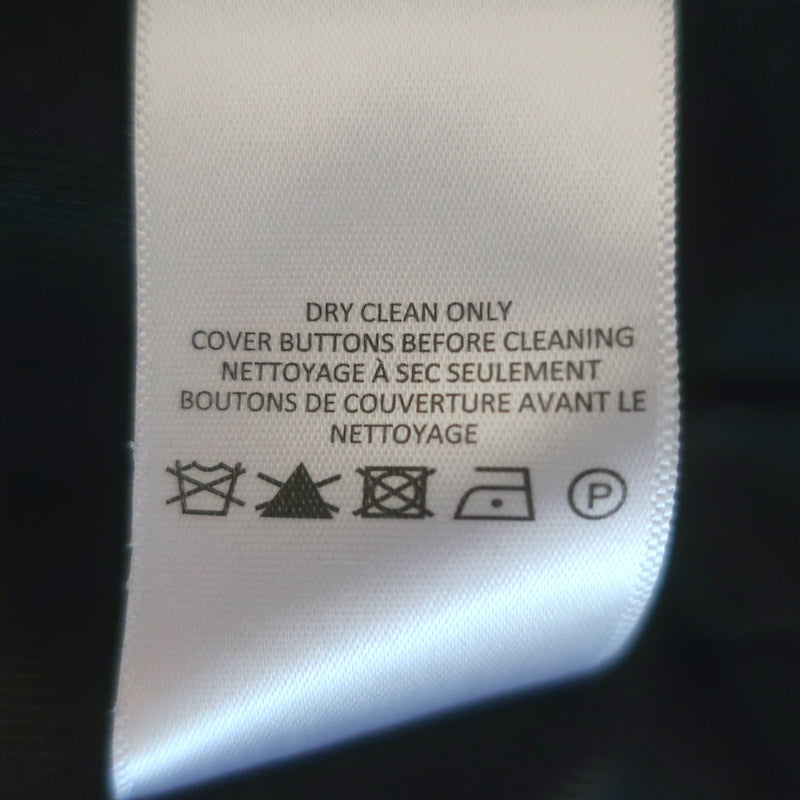 DRY CLEAN ONLY
COVER BUTTONS BEFORE CLEANING
NETTOYAGE À SEC SEULEMENT
BOUTONS DE COUVERTURE AVANT LE
NETTOYAGE
P